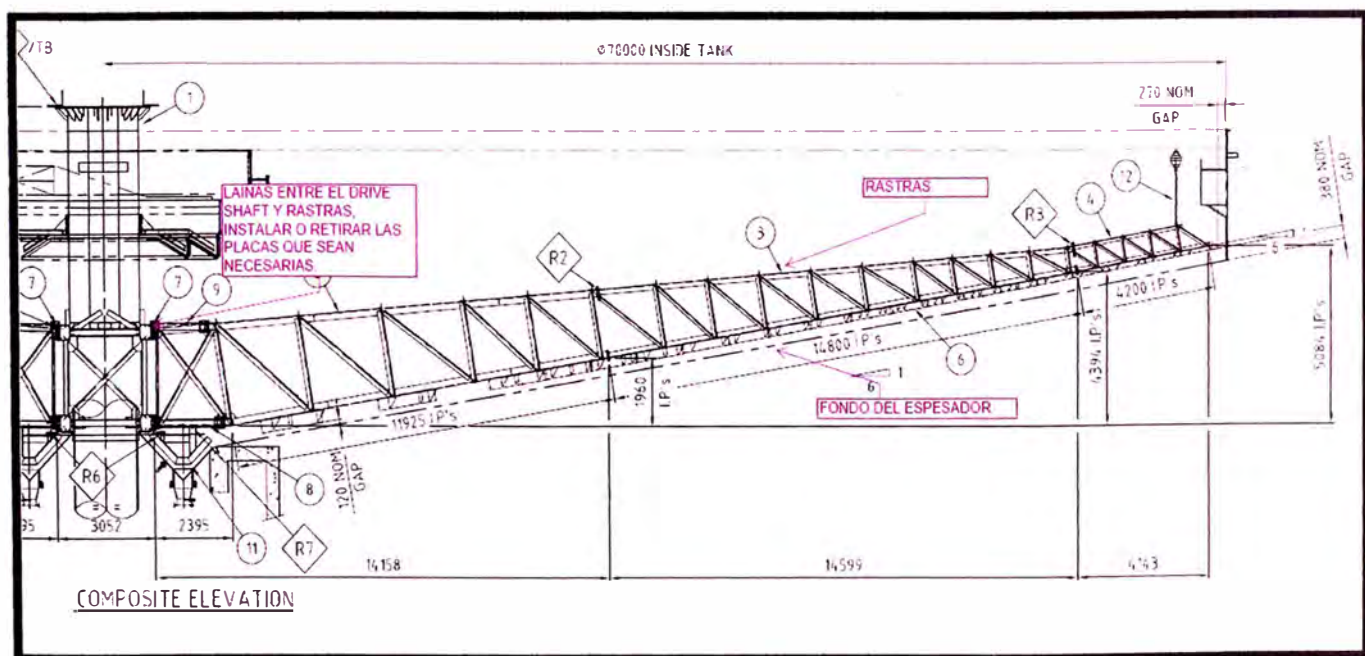 /TB
Ø70000 INSIDE TANK
1
270 NOM
GAP
380 NOM
GAP
LAINAS ENTRE EL DRIVE
SHAFT Y RASTRAS,
INSTALAR O RETIRAR LAS
PLACAS QUE SEAN
NECESARIAS
RASTRAS
12
R3
4
3
R2
7
7
9
6
4200 I.P's
14800 I.P's
6
4394 I.P's
5084 I.P's
1
6
1960
I.P's
FONDO DEL ESPESADOR
11925 I.P's
120 NOM
GAP
R6
8
95
3052
2395
11
R7
14158
14599
4143
COMPOSITE ELEVATION